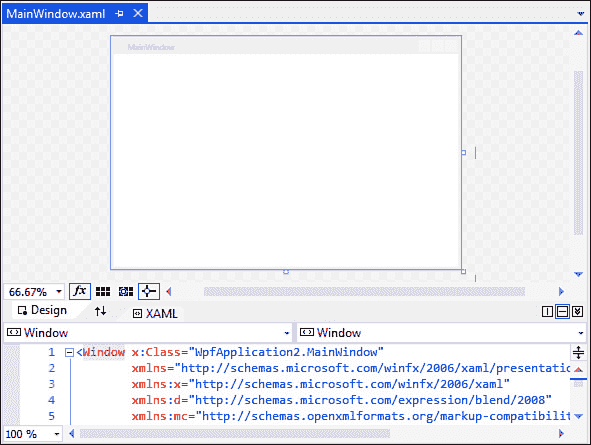 MainWindow.xaml
MainWindow
66.67% fx
Design XAML
Window Window
1 <Window x:Class="WpfApplication2.MainWindow"
2 xmlns="http://schemas.microsoft.com/winfx/2006/xaml/presentatic
3 xmlns:x="http://schemas.microsoft.com/winfx/2006/xaml"
4 xmlns:d="http://schemas.microsoft.com/expression/blend/2008"
5 xmlns:mc="http://schemas.openxmlformats.org/markup-compatibilit
100 %